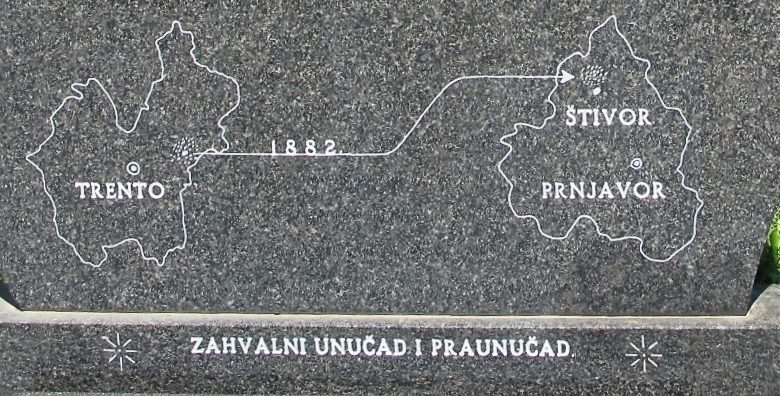 ŠTIVOR
1882.
TRENTO
PRNJAVOR
ZAHVALNI UNUČAD I PRAUNUČAD.